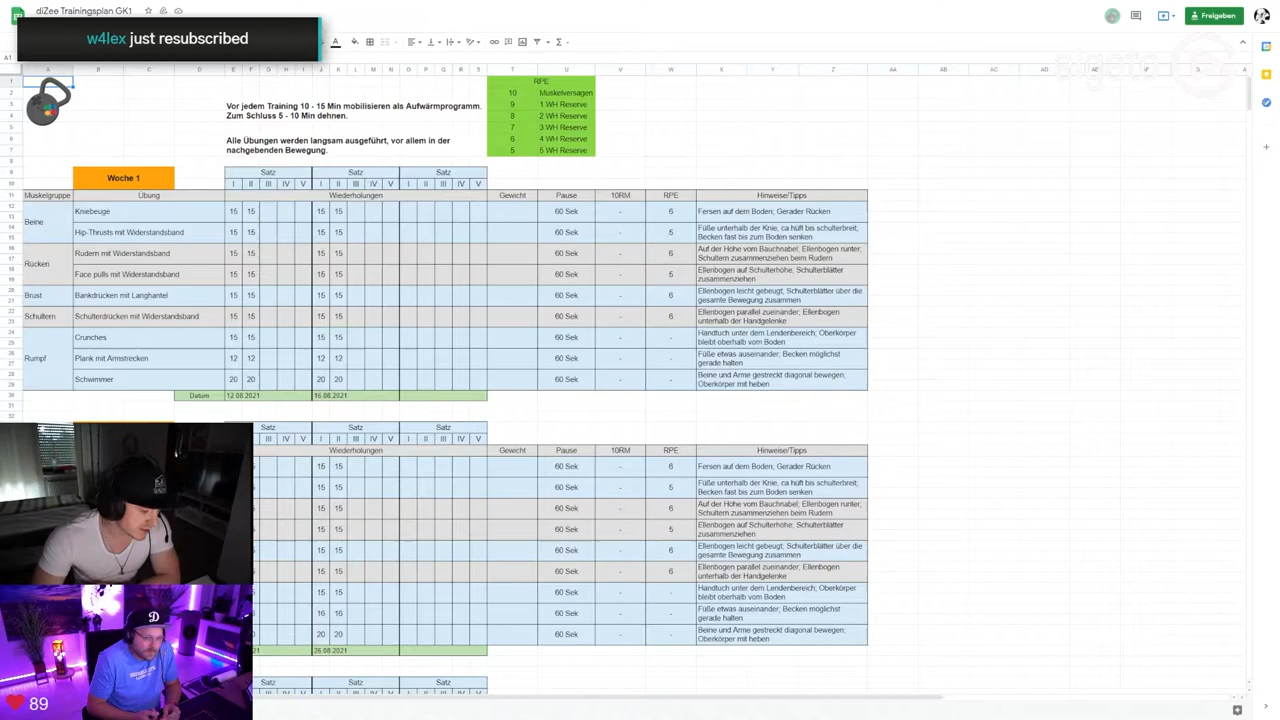 diZee Trainingsplan GK1
Freigeben
w4lex just resubscribed
A1
A B C D E F G H I J K L M N O P Q R S T U V W X Y Z AA AB AC AD AE AF AG
RPE
10 Muskelversagen
9 1 WH Reserve
8 2 WH Reserve
7 3 WH Reserve
6 4 WH Reserve
5 5 WH Reserve
Vor jedem Training 10 - 15 Min mobilisieren als Aufwärmprogramm.
Zum Schluss 5 - 10 Min dehnen.
Alle Übungen werden langsam ausgeführt, vor allem in der
nachgebenden Bewegung.
Woche 1
Satz Satz Satz
I II III IV V I II III IV V I II III IV V
Muskelgruppe Übung Wiederholungen Gewicht Pause 10RM RPE Hinweise/Tipps
Beine
Kniebeuge 15 15 15 15 60 Sek - 6 Fersen auf dem Boden; Gerader Rücken
Hip-Thrusts mit Widerstandsband 15 15 15 15 60 Sek - 5 Füße unterhalb der Knie, ca hüft bis schulterbreit;
Becken fast bis zum Boden senken
Rücken
Rudern mit Widerstandsband 15 15 15 15 60 Sek - 6 Auf der Höhe vom Bauchnabel; Ellenbogen runter;
Schultern zusammenziehen beim Rudern
Face pulls mit Widerstandsband 15 15 15 15 60 Sek - 5 Ellenbogen auf Schulterhöhe; Schulterblätter
zusammenziehen
Brust Bankdrücken mit Langhantel 15 15 15 15 60 Sek - 6 Ellenbogen leicht gebeugt; Schulterblätter über die
gesamte Bewegung zusammen
Schultern Schulterdrücken mit Widerstandsband 15 15 15 15 60 Sek - 6 Ellenbogen parallel zueinander; Ellenbogen
unterhalb der Handgelenke
Rumpf
Crunches 15 15 15 15 60 Sek - - Handtuch unter dem Lendenbereich; Oberkörper
bleibt oberhalb vom Boden
Plank mit Armstrecken 12 12 12 12 60 Sek - - Füße etwas auseinander; Becken möglichst
gerade halten
Schwimmer 20 20 20 20 60 Sek - - Beine und Arme gestreckt diagonal bewegen;
Oberkörper mit heben
Datum 12.08.2021 16.08.2021
Satz Satz
III IV V I II III IV V I II III IV V
Wiederholungen Gewicht Pause 10RM RPE Hinweise/Tipps
15 15 60 Sek - 6 Fersen auf dem Boden; Gerader Rücken
15 15 60 Sek - 5 Füße unterhalb der Knie, ca hüft bis schulterbreit;
Becken fast bis zum Boden senken
15 15 60 Sek - 6 Auf der Höhe vom Bauchnabel; Ellenbogen runter;
Schultern zusammenziehen beim Rudern
15 15 60 Sek - 5 Ellenbogen auf Schulterhöhe; Schulterblätter
zusammenziehen
15 15 60 Sek - 6 Ellenbogen leicht gebeugt; Schulterblätter über die
gesamte Bewegung zusammen
15 15 60 Sek - 6 Ellenbogen parallel zueinander; Ellenbogen
unterhalb der Handgelenke
15 15 60 Sek - - Handtuch unter dem Lendenbereich; Oberkörper
bleibt oberhalb vom Boden
16 16 60 Sek - - Füße etwas auseinander; Becken möglichst
gerade halten
20 20 60 Sek - - Beine und Arme gestreckt diagonal bewegen;
Oberkörper mit heben
26.08.2021
Satz Satz Satz
89